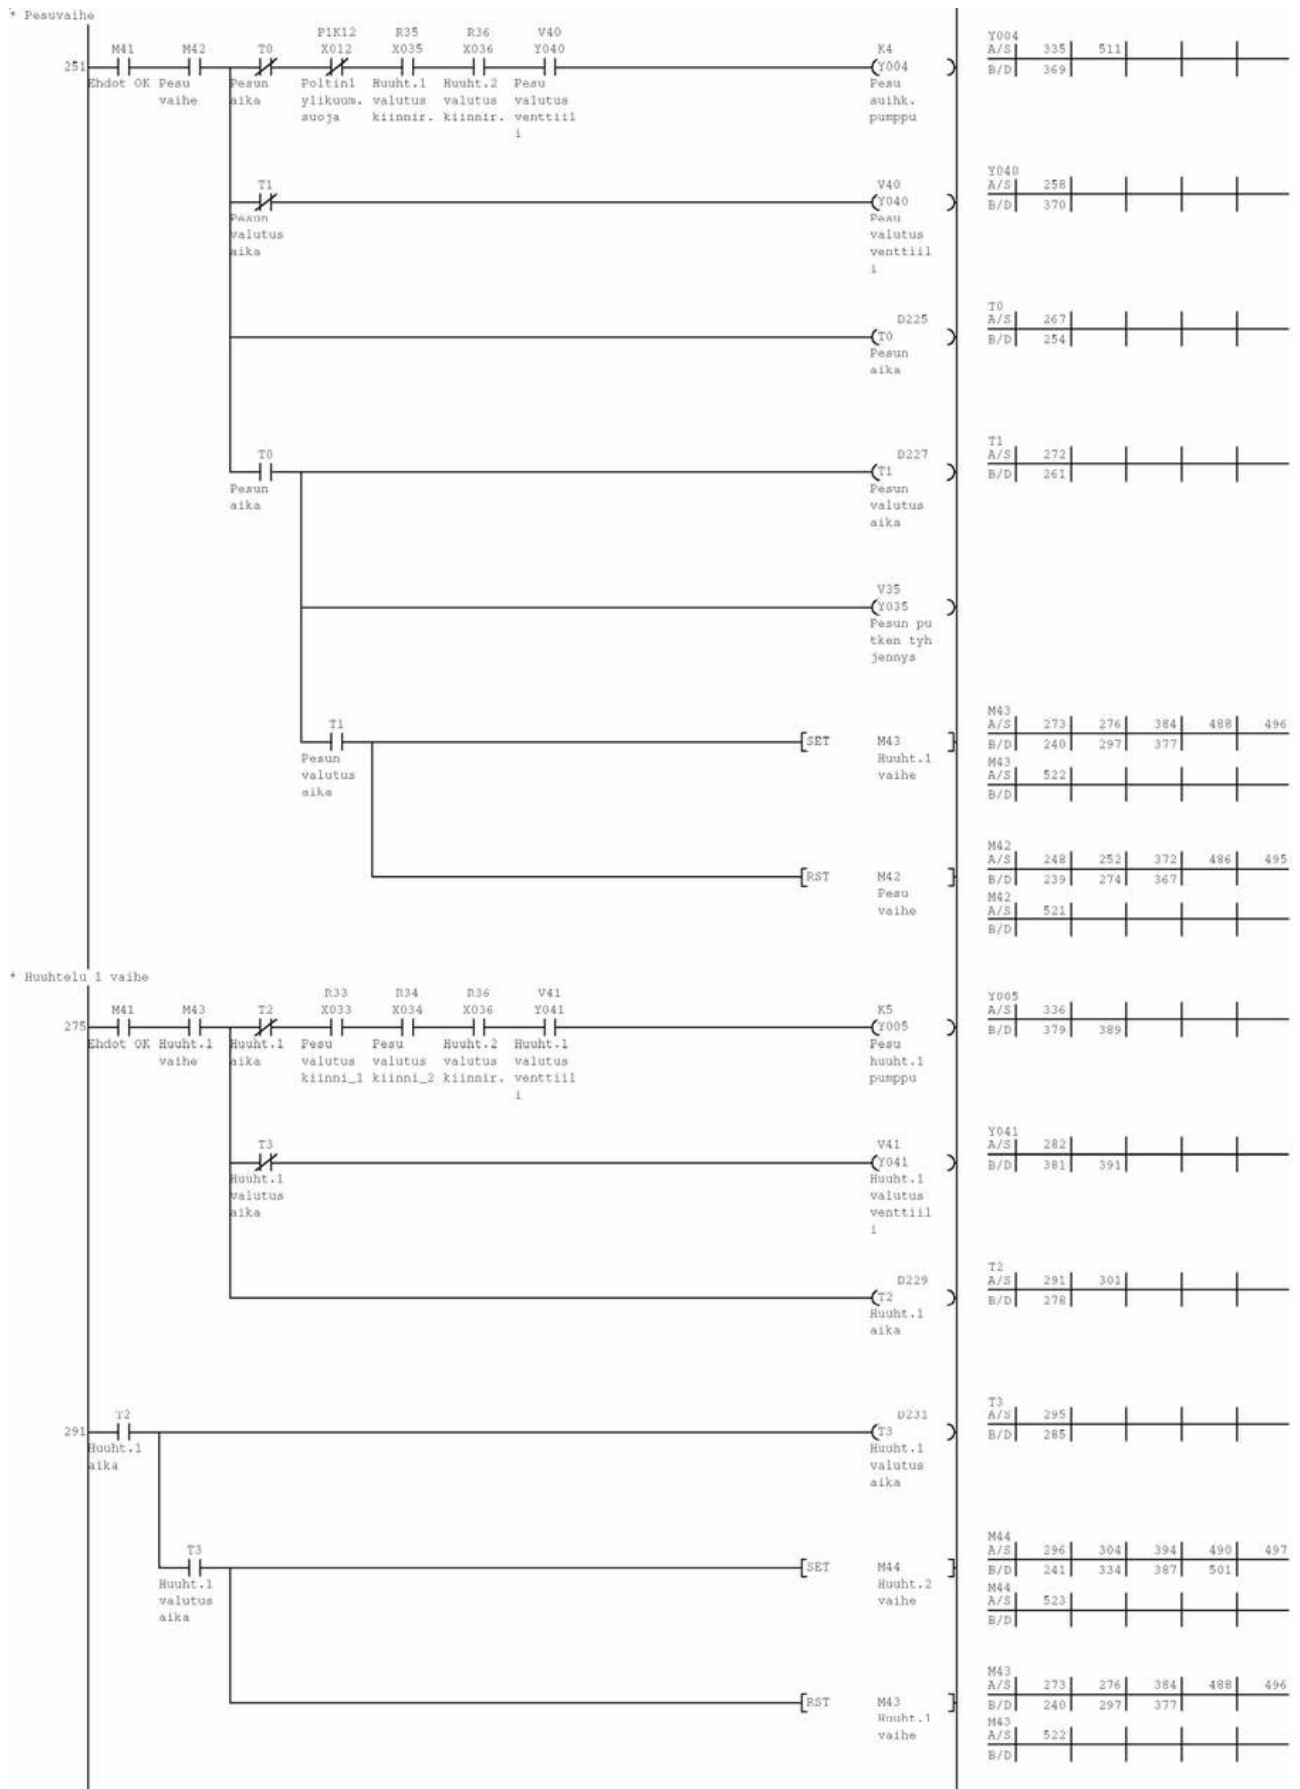 * Pesuvaihe
P1K12 R35 R36 V40
M41 M42 T0 X012 X035 X036 Y040 K4
251 Y004
Ehdot OK Pesu Pesun Poltin1 Huuht.1 Huuht.2 Pesu Pesu
vaihe aika ylikuum. valutus valutus valutus suihk.
suoja kiinnir. kiinnir. venttiil pumppu
i
Y004
A/S 335 511
B/D 369
T1 V40
Y040
Pesun Pesu
valutus valutus
aika venttiil
i
Y040
A/S 258
B/D 370
D225
T0
Pesun
aika
T0
A/S 267
B/D 254
T0 D227
T1
Pesun Pesun
aika valutus
aika
T1
A/S 272
B/D 261
V35
Y035
Pesun pu
tken tyh
jennys
T1
SET M43
Pesun Huuht.1
valutus vaihe
aika
M43
A/S 273 276 384 488 496
B/D 240 297 377
M43
A/S 522
B/D
RST M42
Pesu
vaihe
M42
A/S 248 252 372 486 495
B/D 239 274 367
M42
A/S 521
B/D
* Huuhtelu 1 vaihe
R33 R34 R36 V41
M41 M43 T2 X033 X034 X036 Y041 K5
275 Y005
Ehdot OK Huuht.1 Huuht.1 Pesu Pesu Huuht.2 Huuht.1 Pesu
vaihe aika valutus valutus valutus valutus huuht.1
kiinni_1 kiinni_2 kiinnir. venttiil pumppu
i
Y005
A/S 336
B/D 379 389
T3 V41
Y041
Huuht.1 Huuht.1
valutus valutus
aika venttiil
i
Y041
A/S 282
B/D 381 391
D229
T2
Huuht.1
aika
T2
A/S 291 301
B/D 278
T2 D231
291 T3
Huuht.1 Huuht.1
aika valutus
aika
T3
A/S 295
B/D 285
T3
SET M44
Huuht.1 Huuht.2
valutus vaihe
aika
M44
A/S 296 304 394 490 497
B/D 241 334 387 501
M44
A/S 523
B/D
RST M43
Huuht.1
vaihe
M43
A/S 273 276 384 488 496
B/D 240 297 377
M43
A/S 522
B/D